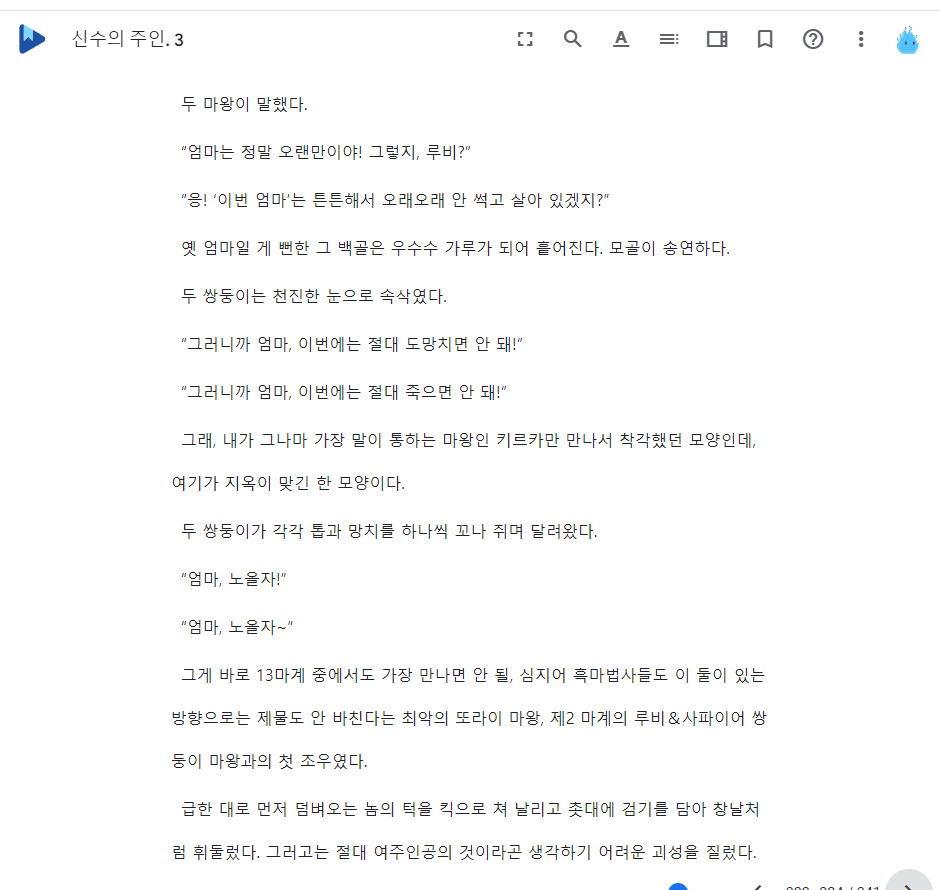 신수의 주인. 3
두 마왕이 말했다.
“엄마는 정말 오랜만이야! 그렇지, 루비?”
“응! ‘이번 엄마’는 튼튼해서 오래오래 안 썩고 살아 있겠지?”
옛 엄마일 게 뻔한 그 백골은 우수수 가루가 되어 흩어진다. 모골이 송연하다.
두 쌍둥이는 천진한 눈으로 속삭였다.
“그러니까 엄마, 이번에는 절대 도망치면 안 돼!”
“그러니까 엄마, 이번에는 절대 죽으면 안 돼!”
그래, 내가 그나마 가장 말이 통하는 마왕인 키르카만 만나서 착각했던 모양인데,
여기가 지옥이 맞긴 한 모양이다.
두 쌍둥이가 각각 톱과 망치를 하나씩 꼬나 쥐며 달려왔다.
“엄마, 노올자!”
“엄마, 노올자~”
그게 바로 13마계 중에서도 가장 만나면 안 될, 심지어 흑마법사들도 이 둘이 있는
방향으로는 제물도 안 바친다는 최악의 또라이 마왕, 제2 마계의 루비＆사파이어 쌍
둥이 마왕과의 첫 조우였다.
급한 대로 먼저 덤벼오는 놈의 턱을 킥으로 쳐 날리고 촛대에 검기를 담아 창날처
럼 휘둘렀다. 그러고는 절대 여주인공의 것이라곤 생각하기 어려운 괴성을 질렀다.